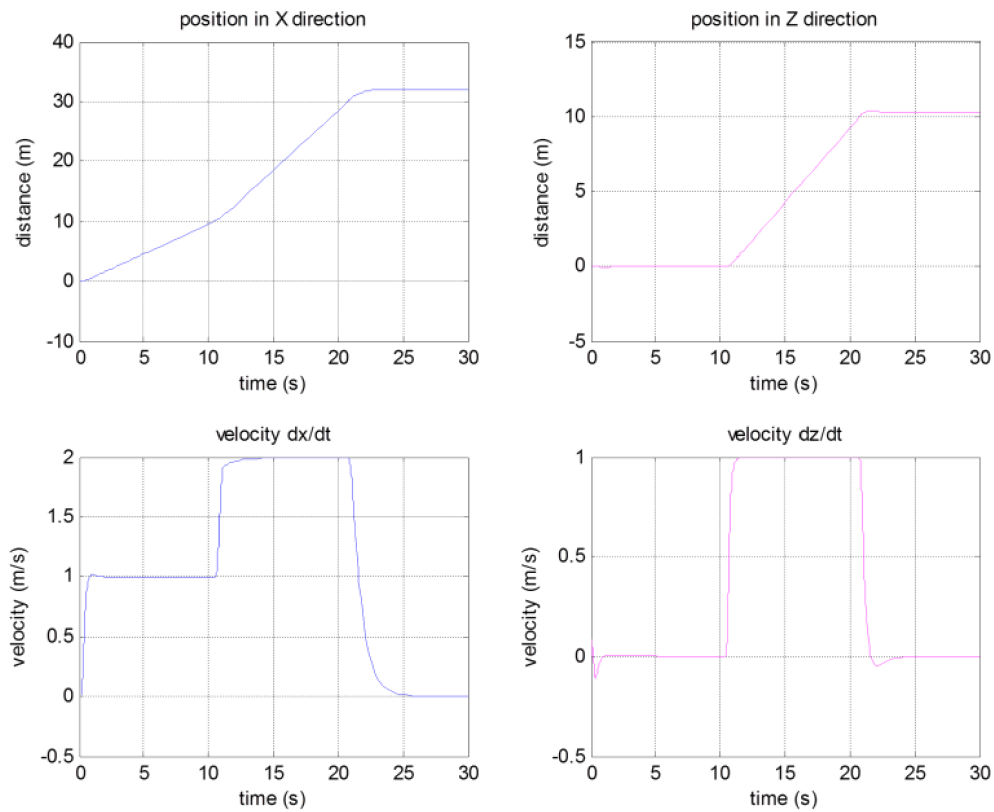 position in X direction
40
30
20
10
0
-10
distance (m)
0 5 10 15 20 25 30
time (s)
position in Z direction
15
10
5
0
-5
distance (m)
0 5 10 15 20 25 30
time (s)
velocity dx/dt
2
1.5
1
0.5
0
-0.5
velocity (m/s)
0 5 10 15 20 25 30
time (s)
velocity dz/dt
1
0.5
0
-0.5
velocity (m/s)
0 5 10 15 20 25 30
time (s)